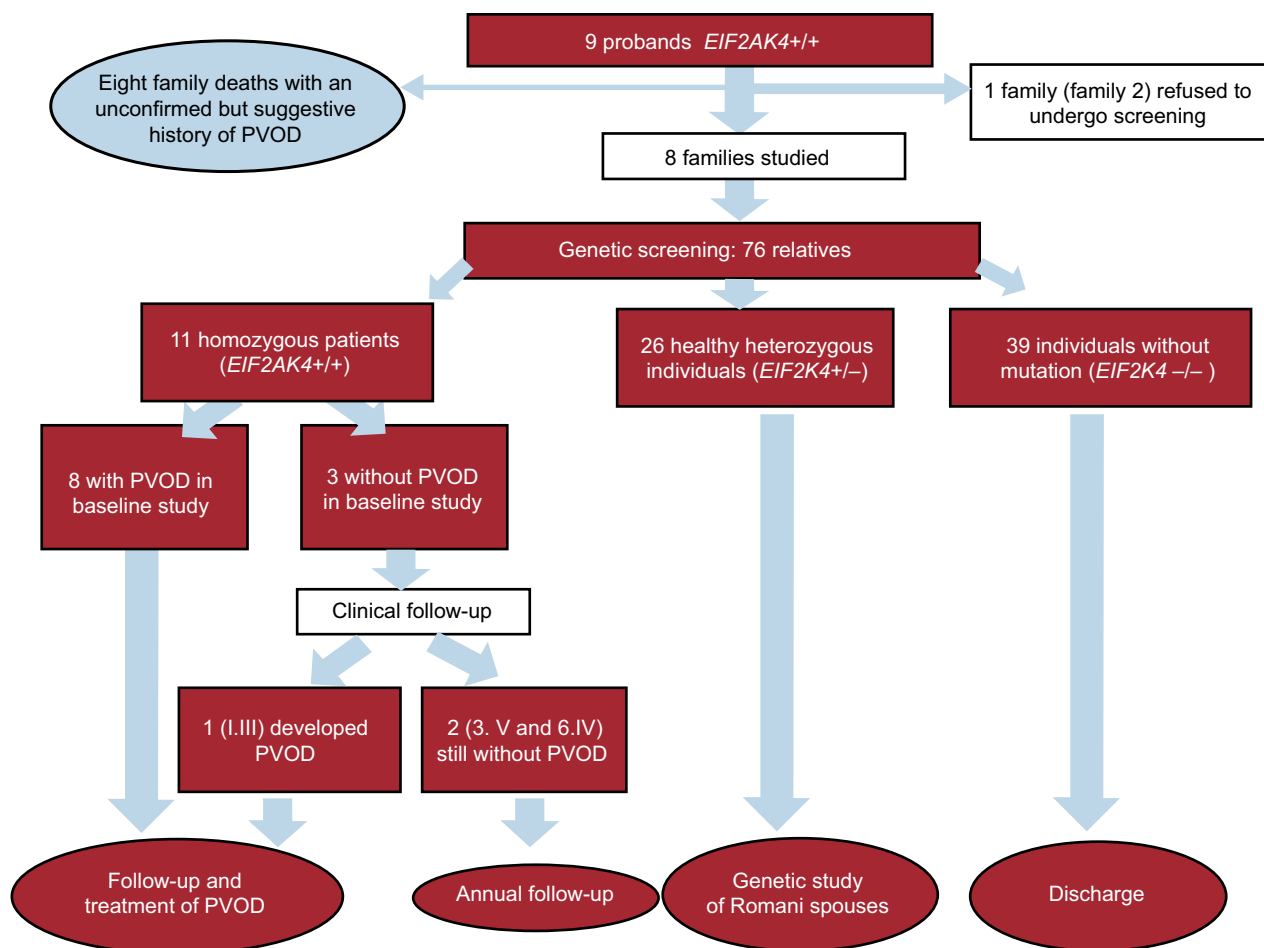 9 probands EIF2AK4+/+
Eight family deaths with an
unconfirmed but suggestive
history of PVOD
1 family (family 2) refused to
undergo screening
8 families studied
Genetic screening: 76 relatives
11 homozygous patients
(EIF2AK4+/+)
26 healthy heterozygous
individuals (EIF2K4+/–)
39 individuals without
mutation (EIF2K4 –/– )
8 with PVOD in
baseline study
3 without PVOD
in baseline study
Clinical follow-up
1 (I.III) developed
PVOD
2 (3. V and 6.IV)
still without PVOD
Follow-up and
treatment of PVOD
Annual follow-up
Genetic study
of Romani spouses
Discharge